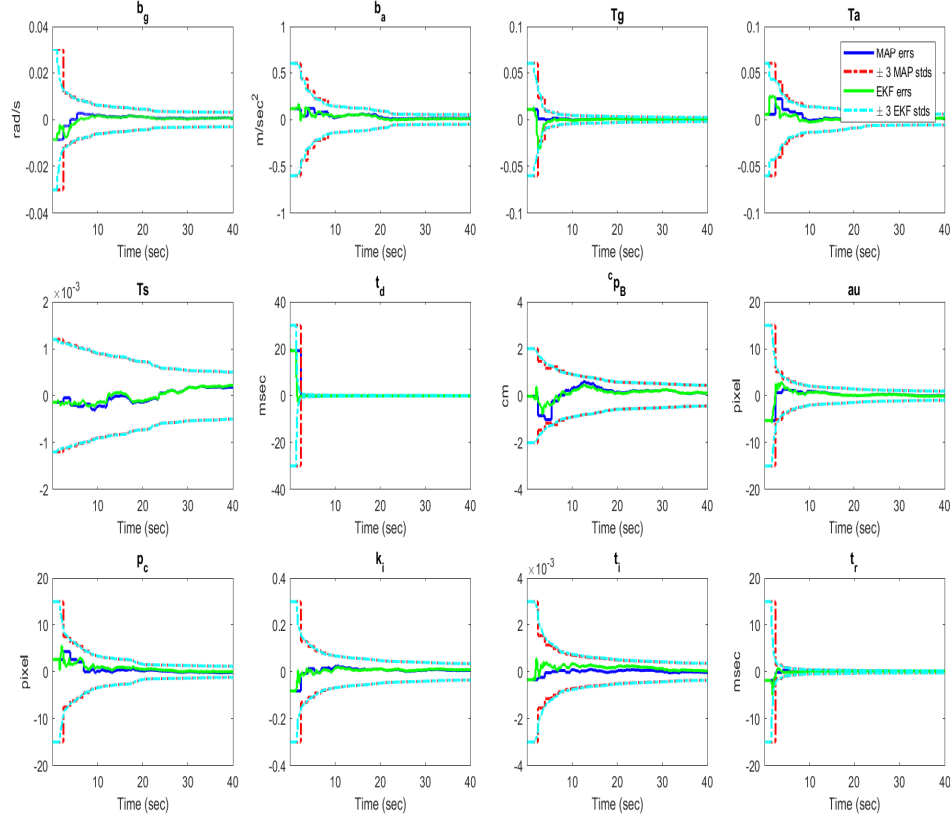 b_g
0.04
0.02
0
-0.02
-0.04
rad/s
10 20 30 40
Time (sec)
b_a
1
0.5
0
-0.5
-1
m/sec²
10 20 30 40
Time (sec)
Tg
0.1
0.05
0
-0.05
-0.1
10 20 30 40
Time (sec)
Ta
0.1
0.05
0
-0.05
-0.1
MAP errs
± 3 MAP stds
EKF errs
± 3 EKF stds
10 20 30 40
Time (sec)
Ts
×10⁻³
2
1
0
-1
-2
10 20 30 40
Time (sec)
t_d
40
20
0
-20
-40
msec
10 20 30 40
Time (sec)
ᶜp_B
4
2
0
-2
-4
cm
10 20 30 40
Time (sec)
au
20
10
0
-10
-20
pixel
10 20 30 40
Time (sec)
p_c
20
10
0
-10
-20
pixel
10 20 30 40
Time (sec)
k_i
0.4
0.2
0
-0.2
-0.4
10 20 30 40
Time (sec)
t_i
×10⁻³
4
2
0
-2
-4
10 20 30 40
Time (sec)
t_r
20
10
0
-10
-20
msec
10 20 30 40
Time (sec)